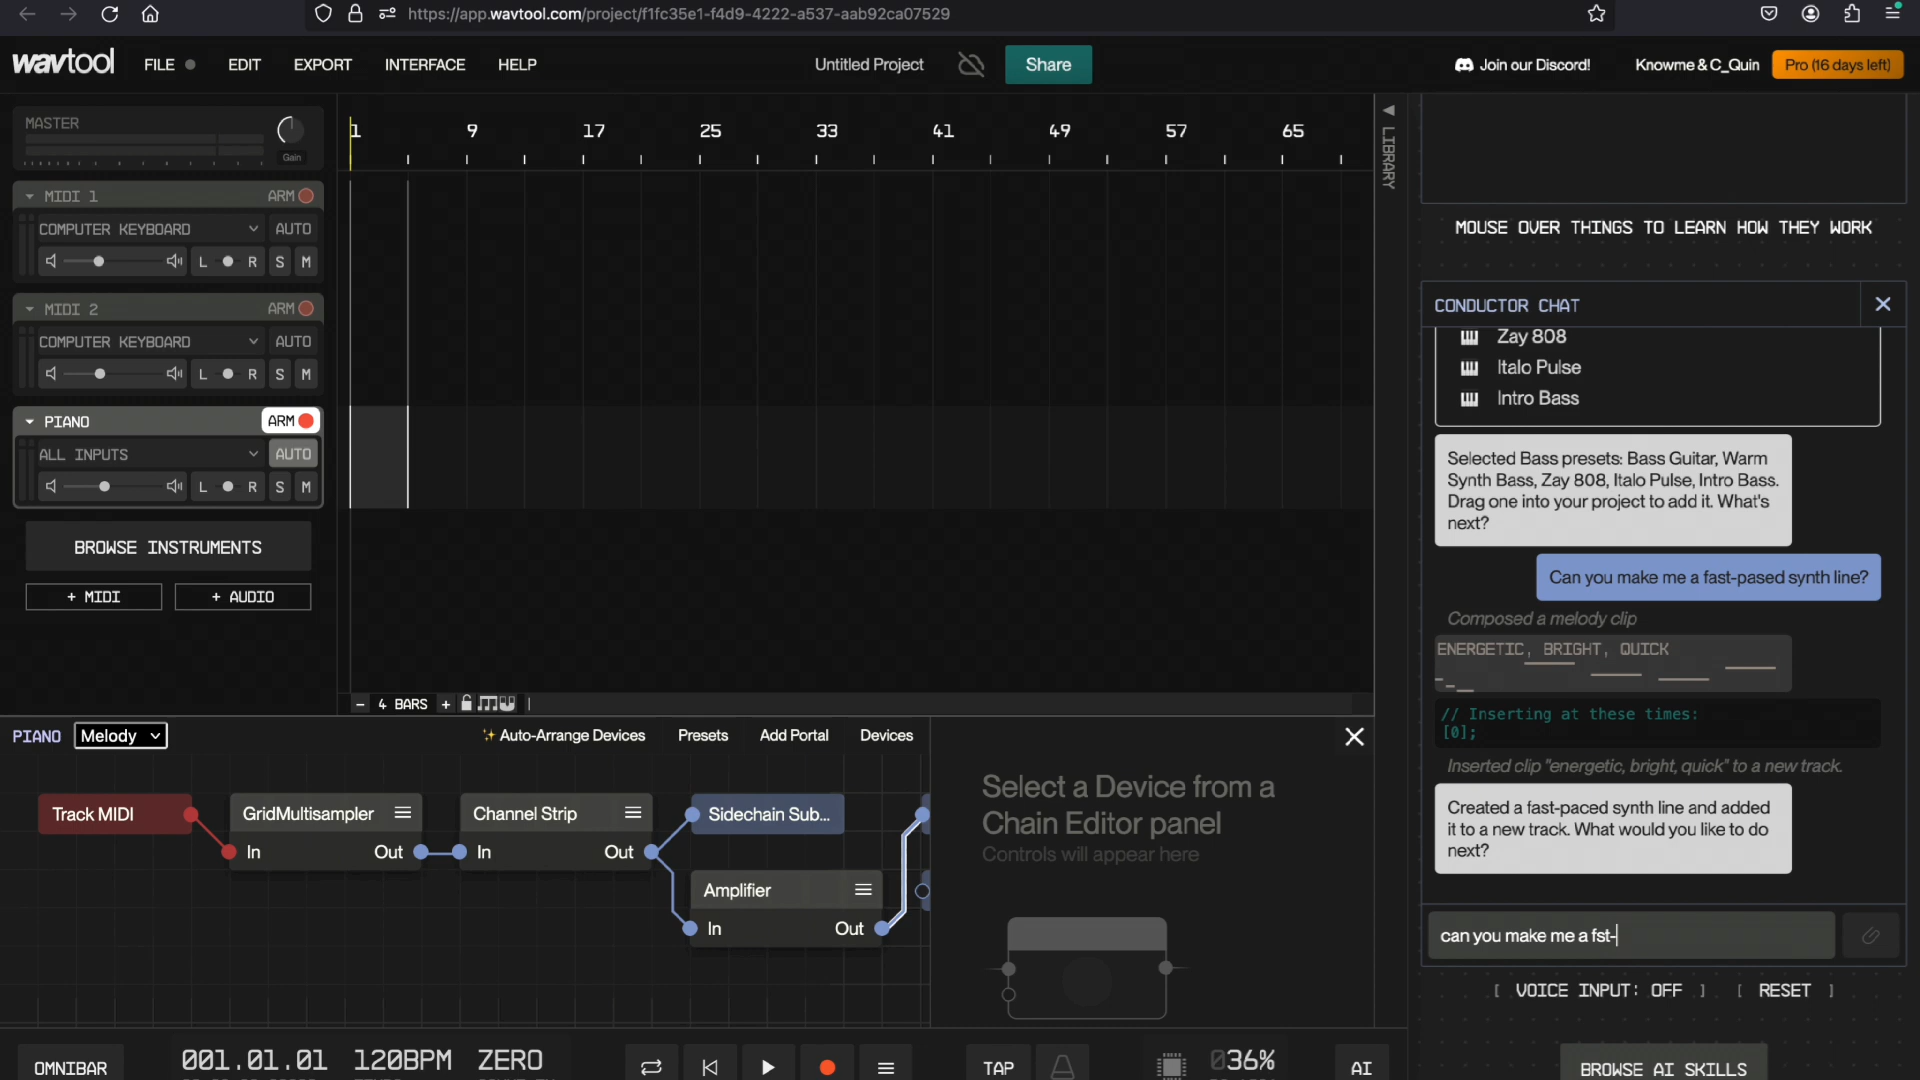 https://app.wavtool.com/project/f1fc35e1-f4d9-4222-a537-aab92ca07529
wavtool FILE EDIT EXPORT INTERFACE HELP Untitled Project Share Join our Discord! Knowme & C_Quin Pro (16 days left)
MASTER
Gain
1 9 17 25 33 41 49 57 65
LIBRARY
MIDI 1 ARM
COMPUTER KEYBOARD AUTO
L R S M
MIDI 2 ARM
COMPUTER KEYBOARD AUTO
L R S M
PIANO ARM
ALL INPUTS AUTO
L R S M
BROWSE INSTRUMENTS
+ MIDI + AUDIO
- 4 BARS +
PIANO Melody Auto-Arrange Devices Presets Add Portal Devices
Track MIDI GridMultisampler Channel Strip Sidechain Sub...
In Out In Out
Amplifier
In Out
Select a Device from a
Chain Editor panel
Controls will appear here
MOUSE OVER THINGS TO LEARN HOW THEY WORK
CONDUCTOR CHAT
Zay 808
Italo Pulse
Intro Bass
Selected Bass presets: Bass Guitar, Warm
Synth Bass, Zay 808, Italo Pulse, Intro Bass.
Drag one into your project to add it. What's
next?
Can you make me a fast-pased synth line?
Composed a melody clip
ENERGETIC, BRIGHT, QUICK
// Inserting at these times:
[0];
Inserted clip "energetic, bright, quick" to a new track.
Created a fast-paced synth line and added
it to a new track. What would you like to do
next?
can you make me a fst-
[ VOICE INPUT: OFF ] [ RESET ]
BROWSE AI SKILLS
OMNIBAR 001.01.01 120BPM ZERO TAP 036% AI